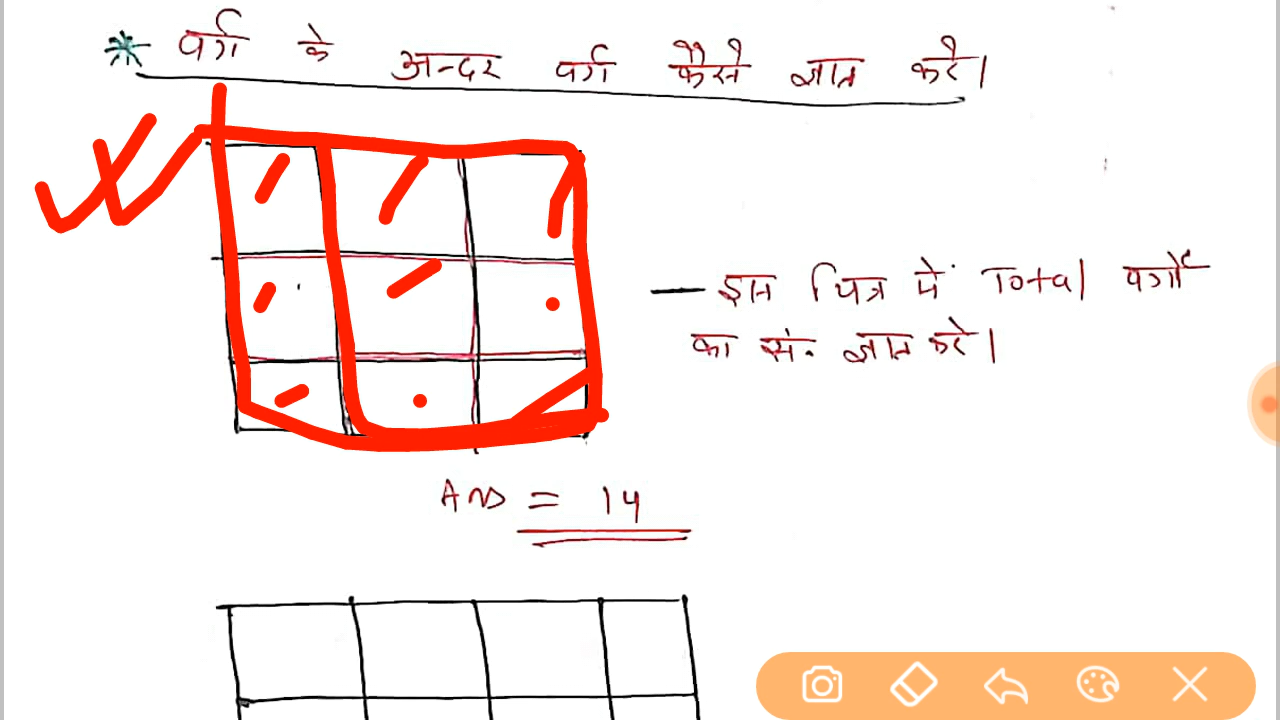 * वर्ग के अन्दर वर्ग कैसे ज्ञात करे।
— इस चित्र में Total वर्गों
का सं. ज्ञात करे।
Ans = 14